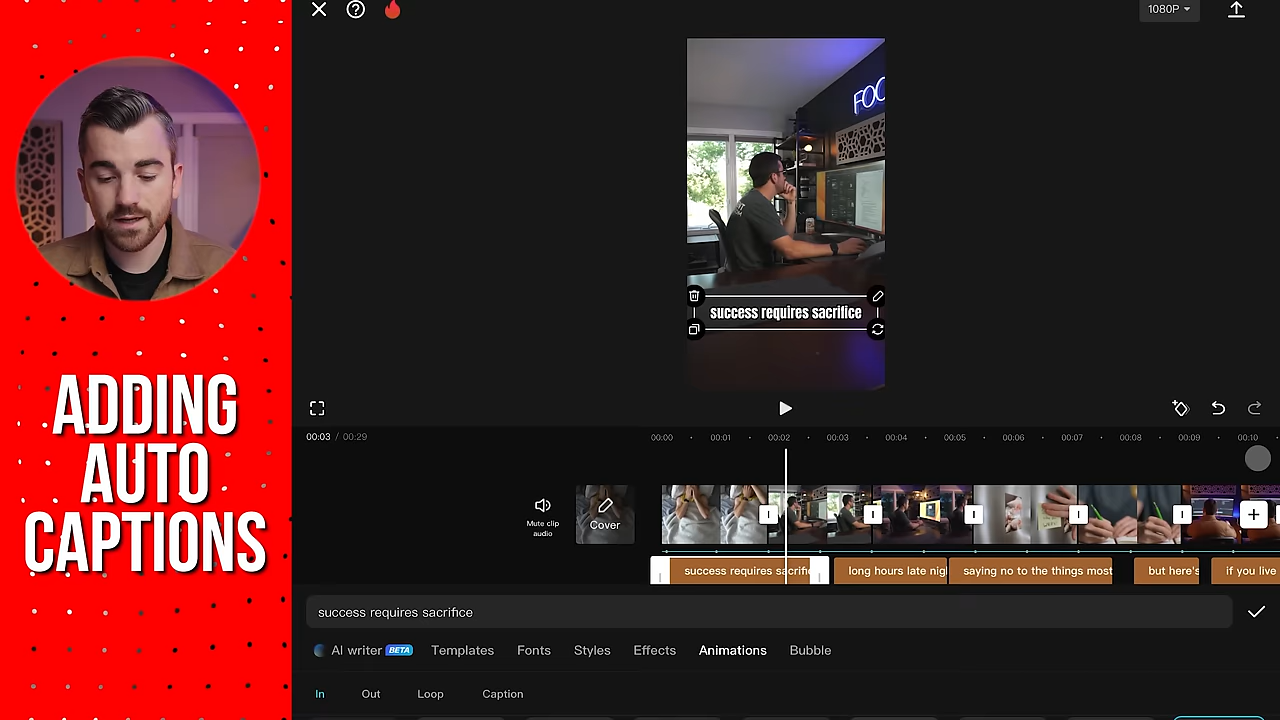 1080P
FOC
success requires sacrifice
00:03 / 00:29
00:00
00:01
00:02
00:03
00:04
00:05
00:06
00:07
00:08
00:09
00:10
Mute clip
audio
Cover
success requires sacrific
long hours late nig
saying no to the things most
but here's
if you live
success requires sacrifice
AI writer BETA
Templates
Fonts
Styles
Effects
Animations
Bubble
In
Out
Loop
Caption
ADDING
AUTO
CAPTIONS